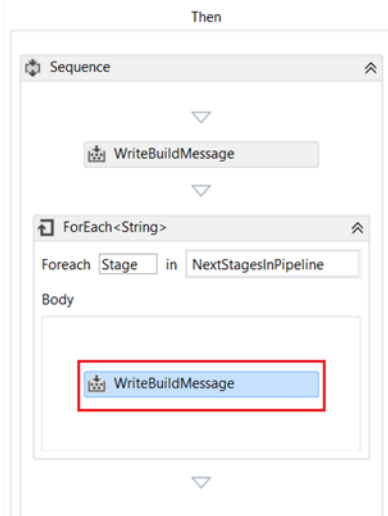 Then
Sequence
WriteBuildMessage
ForEach<String>
Foreach Stage in NextStagesInPipeline
Body
WriteBuildMessage